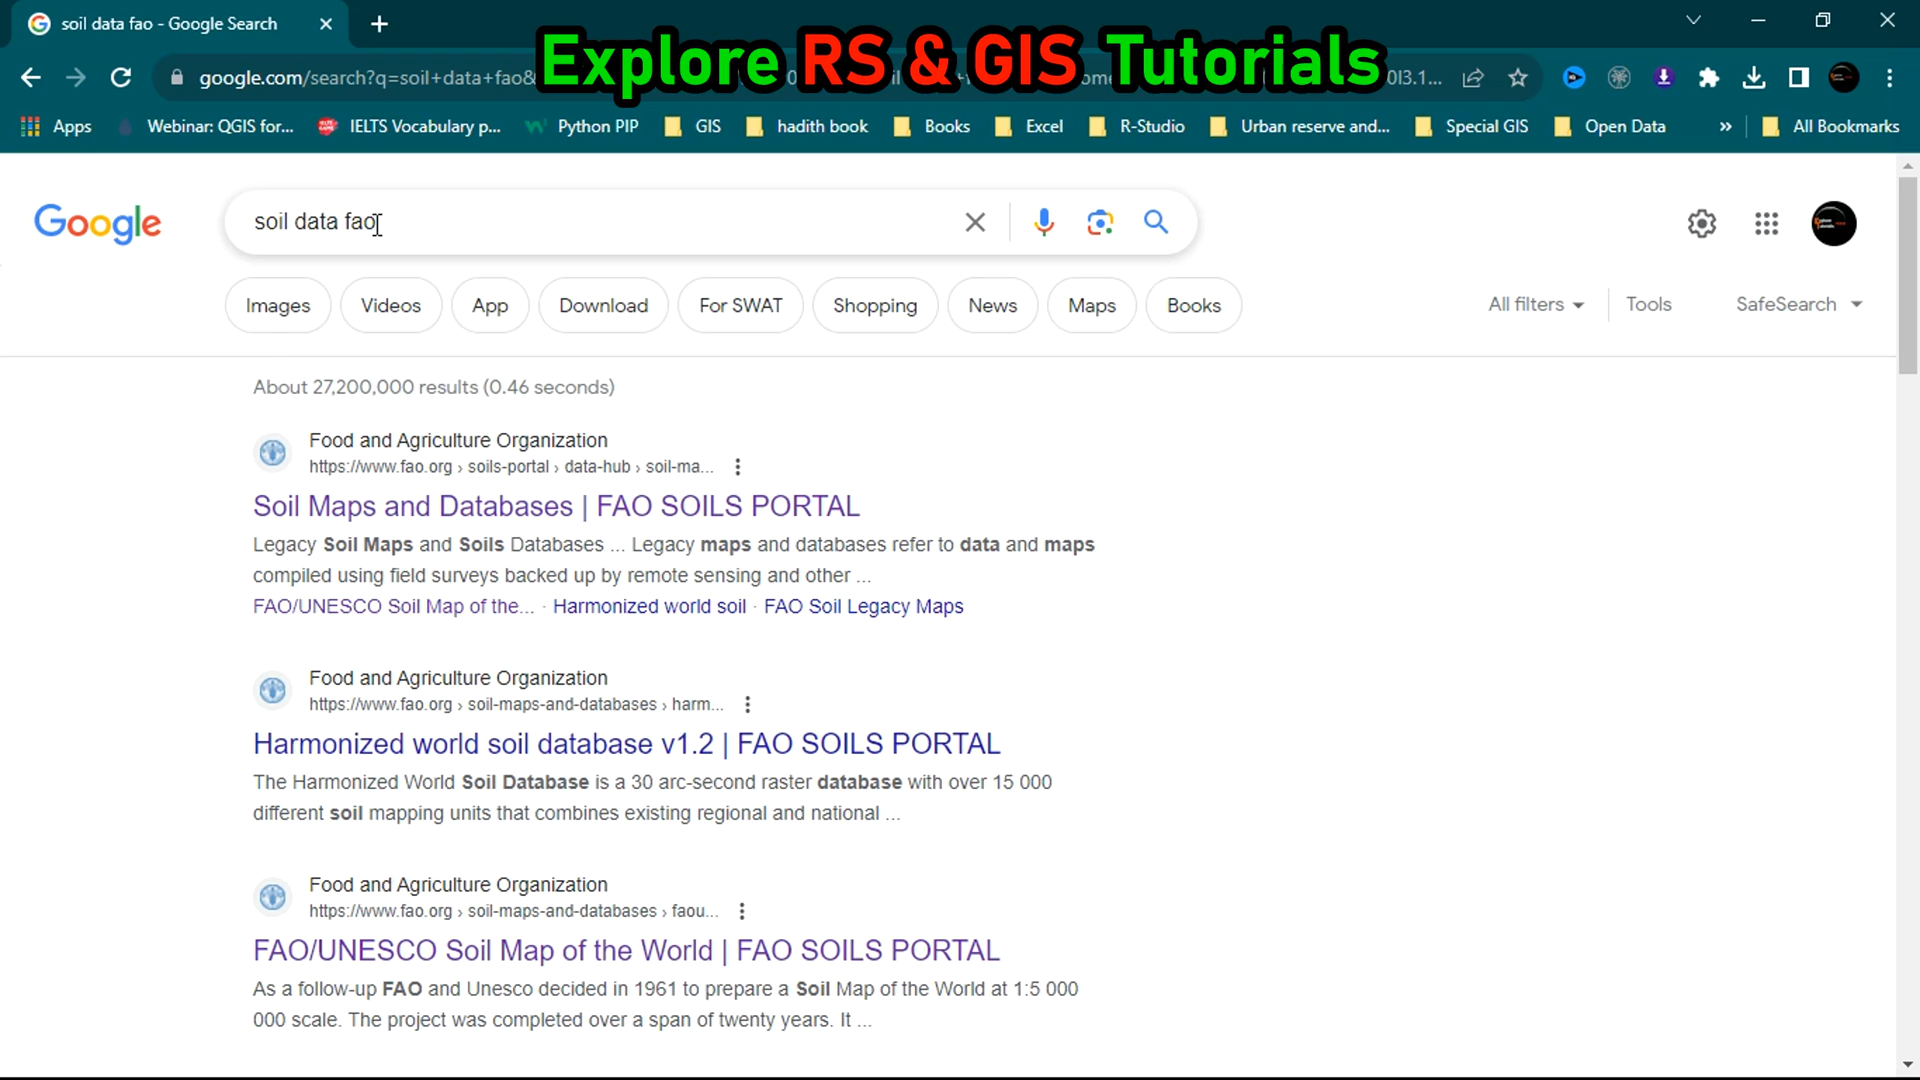 soil data fao - Google Search
Explore RS & GIS Tutorials
google.com/search?q=soil+data+fao&
0l3.1...
Apps
Webinar: QGIS for...
IELTS Vocabulary p...
Python PIP
GIS
hadith book
Books
Excel
R-Studio
Urban reserve and...
Special GIS
Open Data
»
All Bookmarks
Google
soil data fao
Images
Videos
App
Download
For SWAT
Shopping
News
Maps
Books
All filters
Tools
SafeSearch
About 27,200,000 results (0.46 seconds)
Food and Agriculture Organization
https://www.fao.org › soils-portal › data-hub › soil-ma...
Soil Maps and Databases | FAO SOILS PORTAL
Legacy Soil Maps and Soils Databases ... Legacy maps and databases refer to data and maps
compiled using field surveys backed up by remote sensing and other ...
FAO/UNESCO Soil Map of the... · Harmonized world soil · FAO Soil Legacy Maps
Food and Agriculture Organization
https://www.fao.org › soil-maps-and-databases › harm...
Harmonized world soil database v1.2 | FAO SOILS PORTAL
The Harmonized World Soil Database is a 30 arc-second raster database with over 15 000
different soil mapping units that combines existing regional and national ...
Food and Agriculture Organization
https://www.fao.org › soil-maps-and-databases › faou...
FAO/UNESCO Soil Map of the World | FAO SOILS PORTAL
As a follow-up FAO and Unesco decided in 1961 to prepare a Soil Map of the World at 1:5 000
000 scale. The project was completed over a span of twenty years. It ...